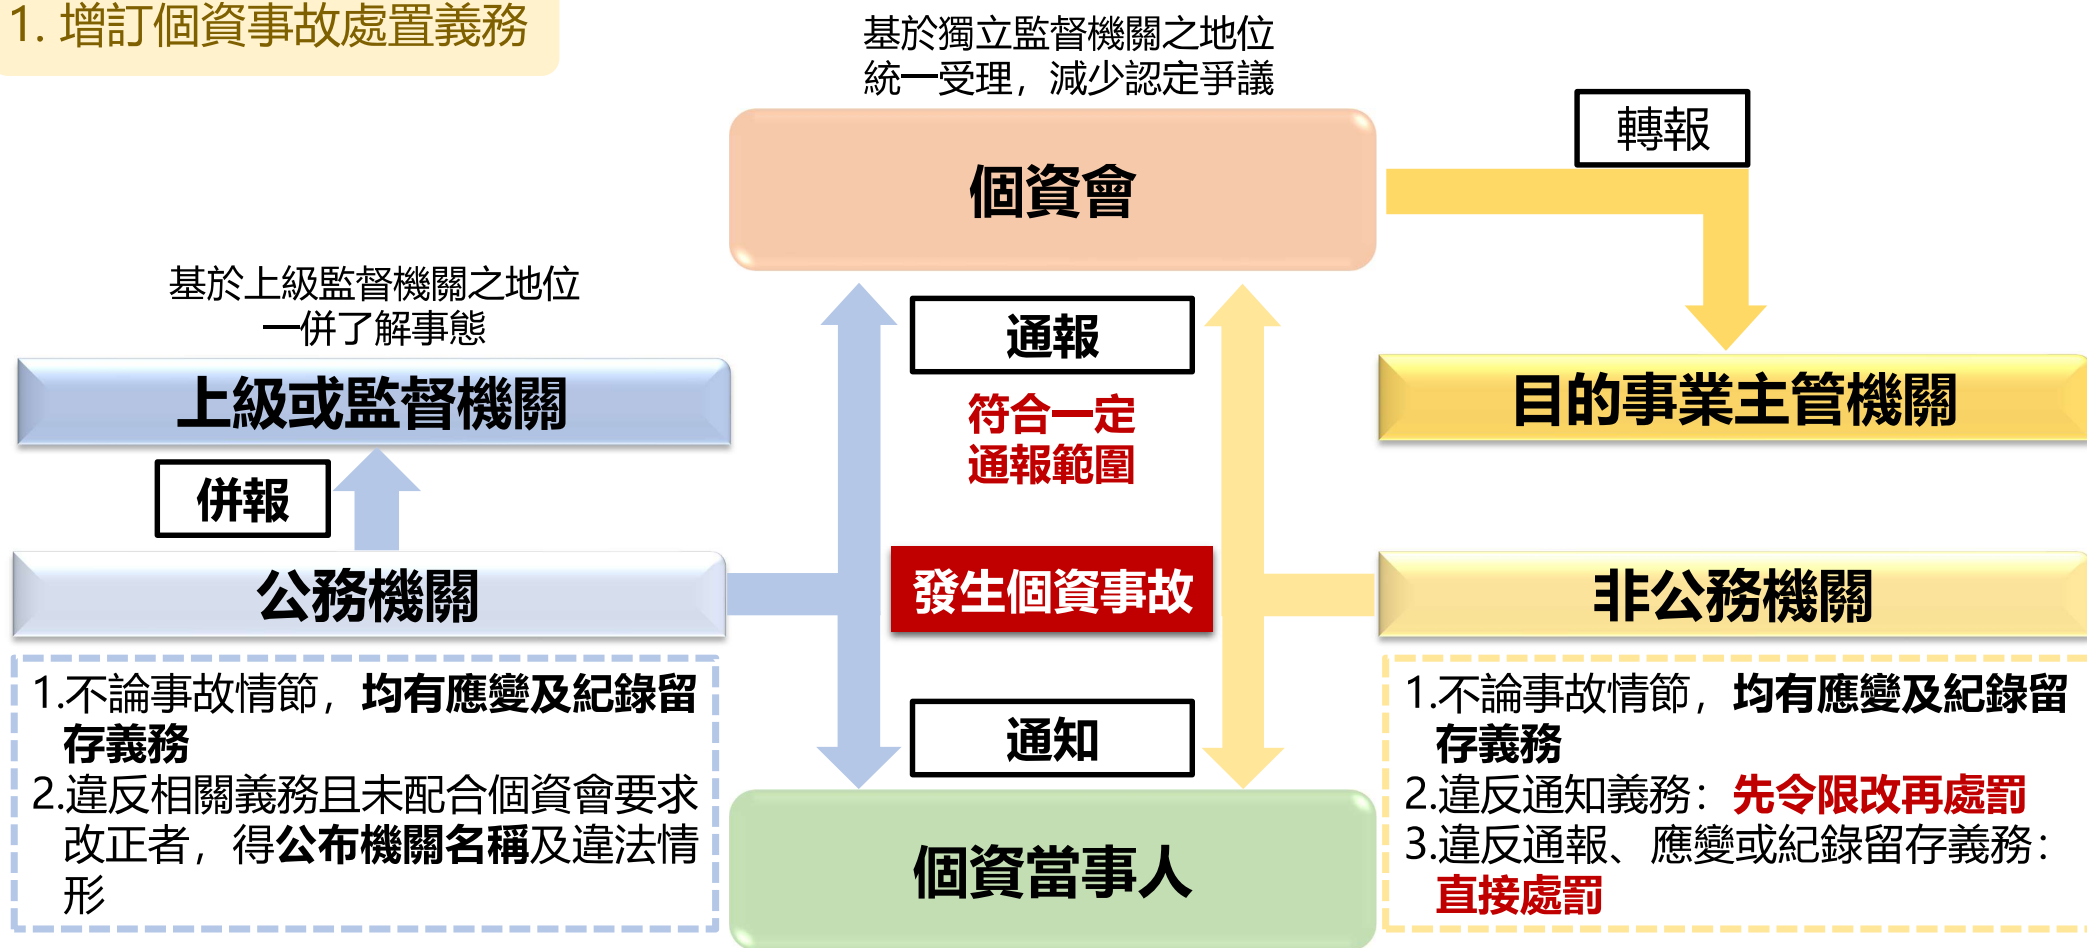 1. 增訂個資事故處置義務
基於獨立監督機關之地位
統一受理，減少認定爭議
個資會
轉報
基於上級監督機關之地位
一併了解事態
上級或監督機關
併報
公務機關
1.不論事故情節，均有應變及紀錄留
存義務
2.違反相關義務且未配合個資會要求
改正者，得公布機關名稱及違法情
形
通報
符合一定
通報範圍
發生個資事故
通知
個資當事人
目的事業主管機關
非公務機關
1.不論事故情節，均有應變及紀錄留
存義務
2.違反通知義務：先令限改再處罰
3.違反通報、應變或紀錄留存義務：
直接處罰